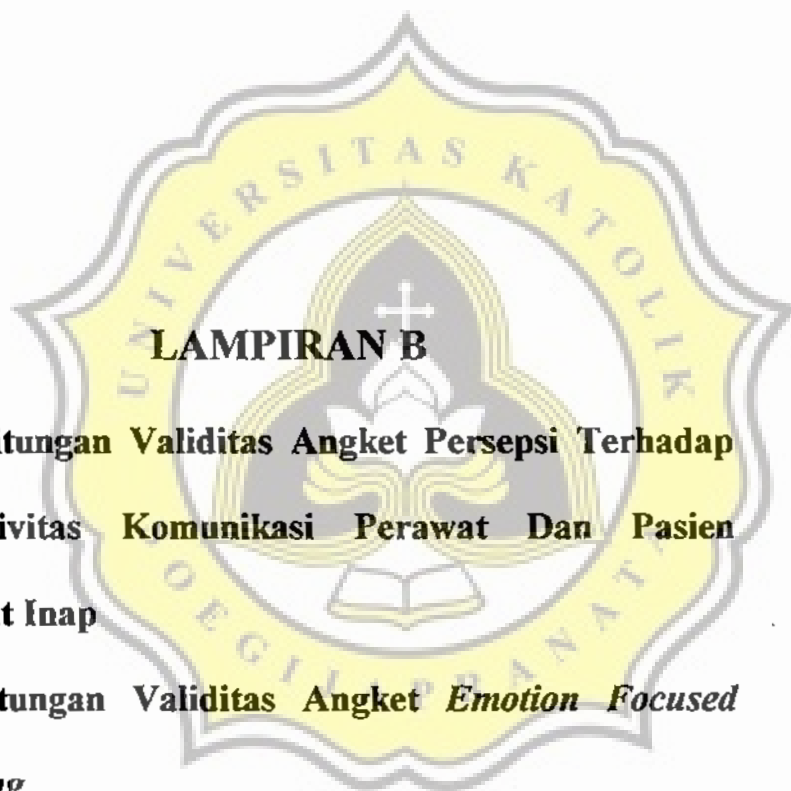 UNIVERSITAS KATOLIK
LAMPIRAN B
tungan Validitas Angket Persepsi Terhadap
ivitas Komunikasi Perawat Dan Pasien
t Inap
tungan Validitas Angket Emotion Focused
ng
SOEGIJAPRANATA